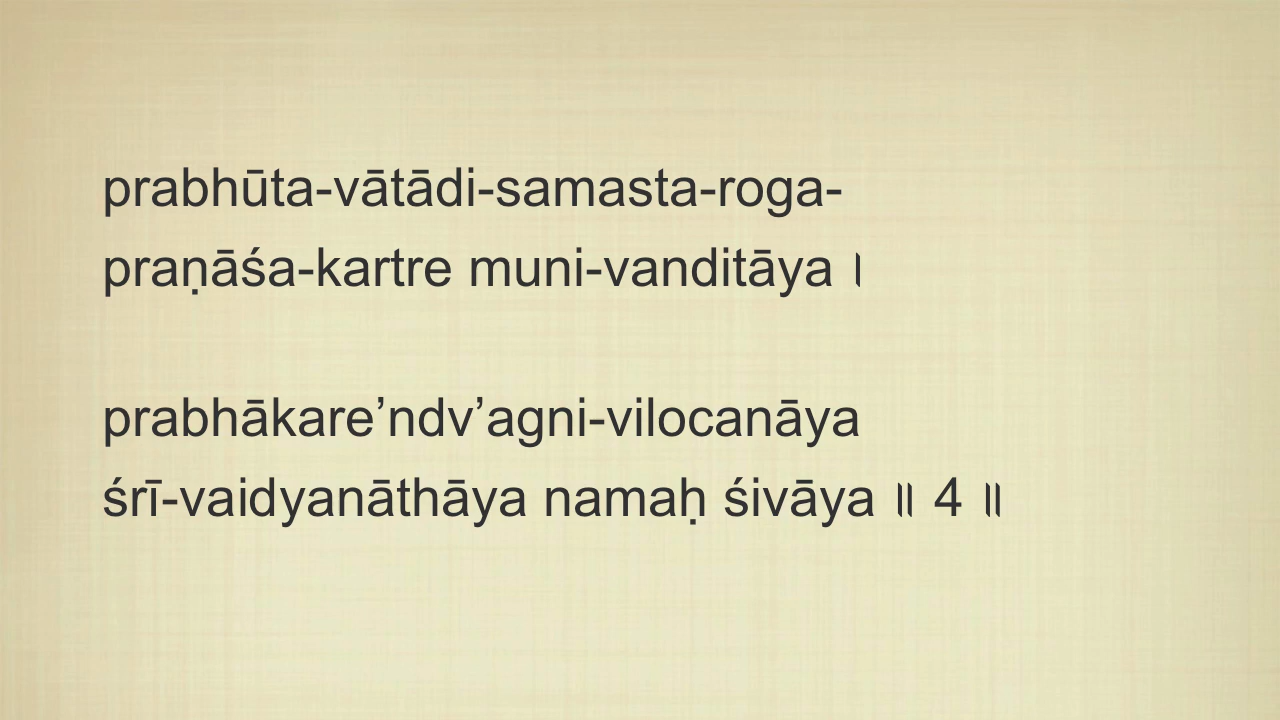 prabhūta-vātādi-samasta-roga-
praṇāśa-kartre muni-vanditāya ।
prabhākare’ndv’agni-vilocanāya
śrī-vaidyanāthāya namaḥ śivāya ॥ 4 ॥